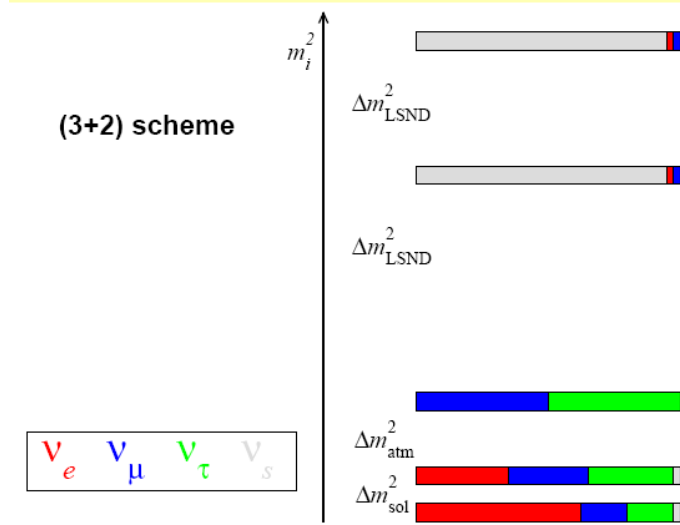 m_i^2
Δm^2_LSND
(3+2) scheme
Δm^2_LSND
Δm^2_atm
ν_e ν_μ ν_τ ν_s
Δm^2_sol